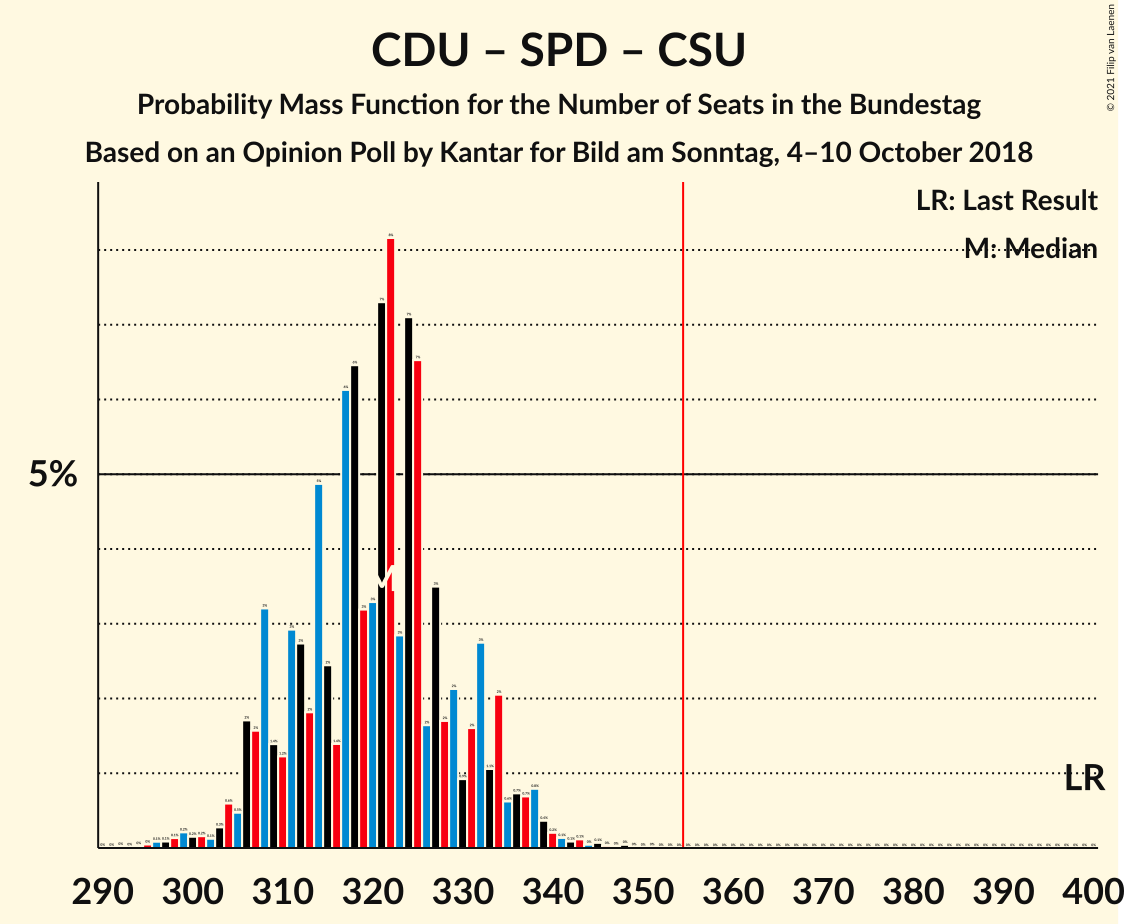 CDU – SPD – CSU
Probability Mass Function for the Number of Seats in the Bundestag
Based on an Opinion Poll by Kantar for Bild am Sonntag, 4–10 October 2018
© 2021 Filip van Laenen
LR: Last Result
M: Median
5%
M
LR
290 300 310 320 330 340 350 360 370 380 390 400